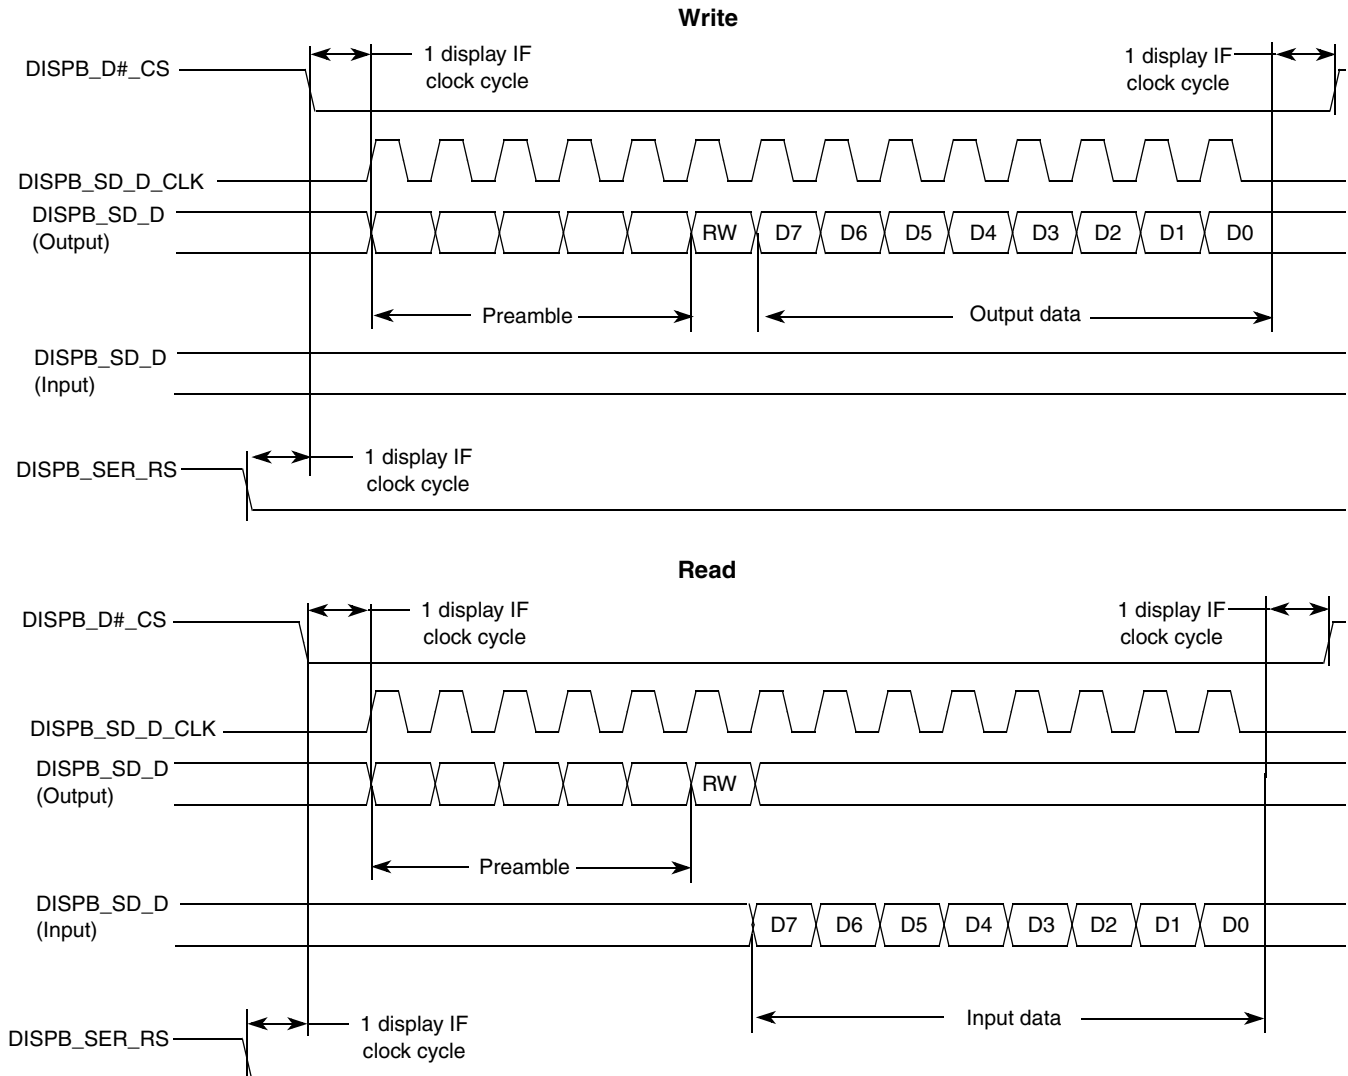 Write
DISPB_D#_CS
1 display IF
clock cycle
1 display IF
clock cycle
DISPB_SD_D_CLK
DISPB_SD_D
(Output)
RW D7 D6 D5 D4 D3 D2 D1 D0
Preamble
Output data
DISPB_SD_D
(Input)
DISPB_SER_RS
1 display IF
clock cycle
Read
DISPB_D#_CS
1 display IF
clock cycle
1 display IF
clock cycle
DISPB_SD_D_CLK
DISPB_SD_D
(Output)
RW
Preamble
DISPB_SD_D
(Input)
D7 D6 D5 D4 D3 D2 D1 D0
Input data
DISPB_SER_RS
1 display IF
clock cycle